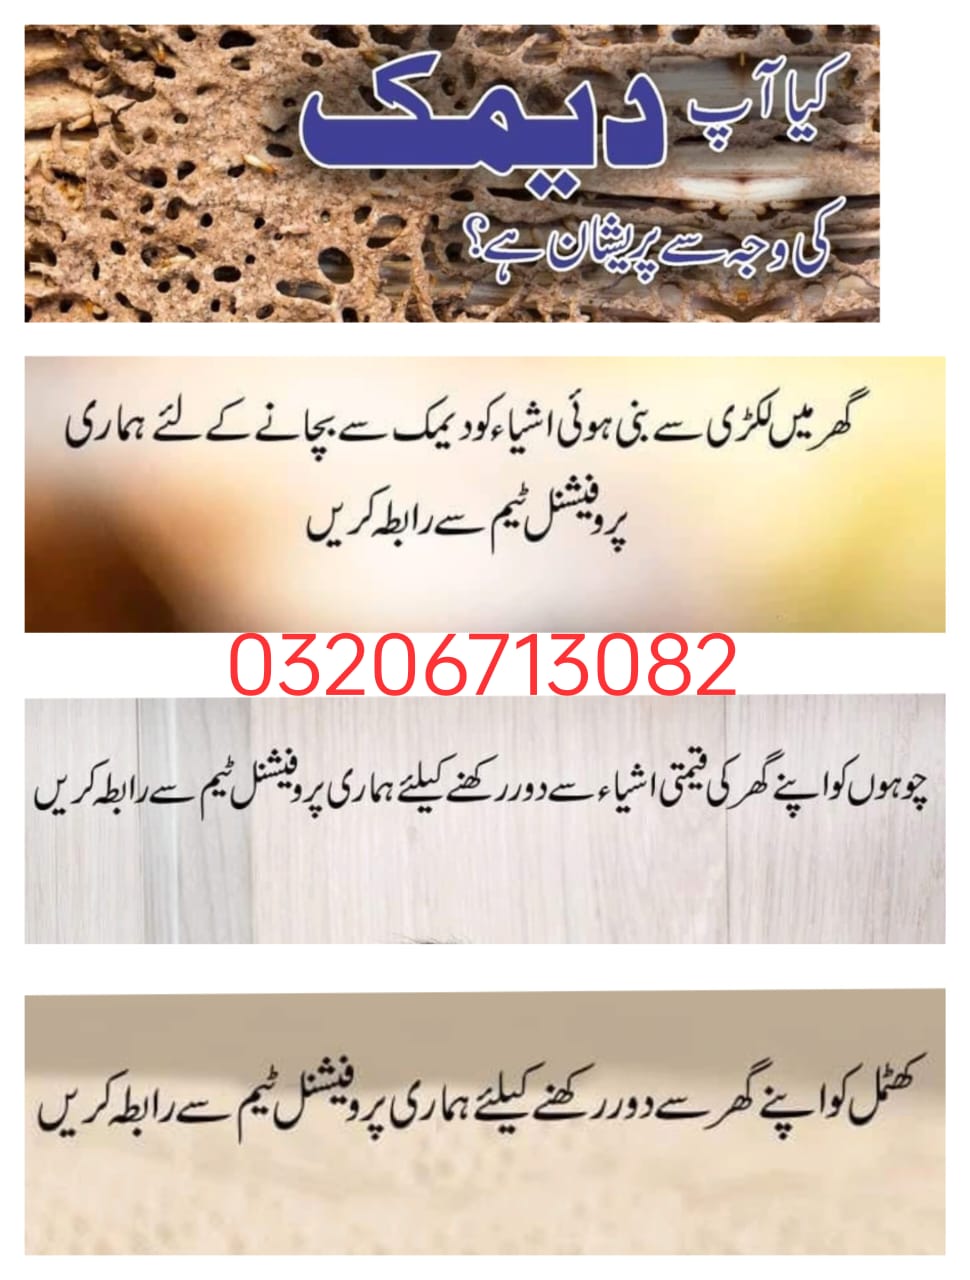 کیا آپ دیمک
کی وجہ سے پریشان ہے؟
گھر میں لکڑی سے بنی ہوئی اشیاء کو دیمک سے بچانے کے لئے ہماری
پروفیشنل ٹیم سے رابطہ کریں
03206713082
چوہوں کو اپنے گھر کی قیمتی اشیاء سے دور رکھنے کیلئے ہماری پروفیشنل ٹیم سے رابطہ کریں
کھٹمل کو اپنے گھر سے دور رکھنے کیلئے ہماری پروفیشنل ٹیم سے رابطہ کریں